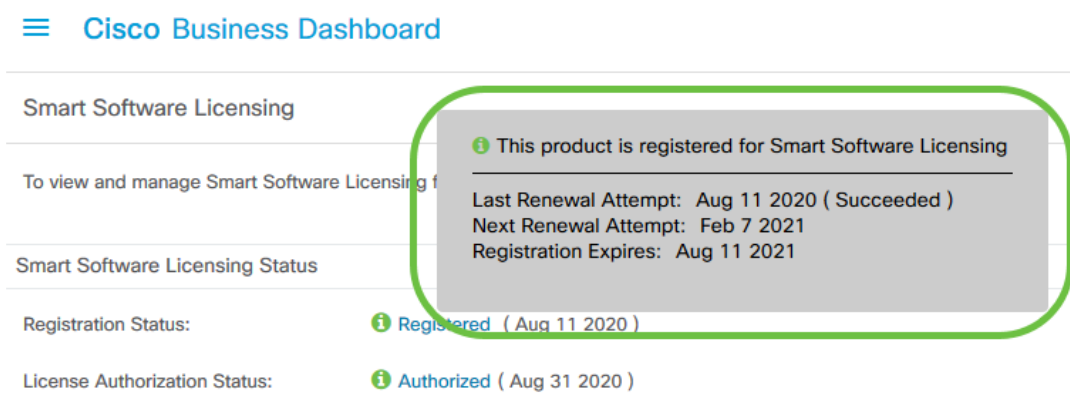 Cisco Business Dashboard
Smart Software Licensing
This product is registered for Smart Software Licensing
To view and manage Smart Software Licensing f
Last Renewal Attempt: Aug 11 2020 ( Succeeded )
Next Renewal Attempt: Feb 7 2021
Registration Expires: Aug 11 2021
Smart Software Licensing Status
Registration Status: Registered ( Aug 11 2020 )
License Authorization Status: Authorized ( Aug 31 2020 )